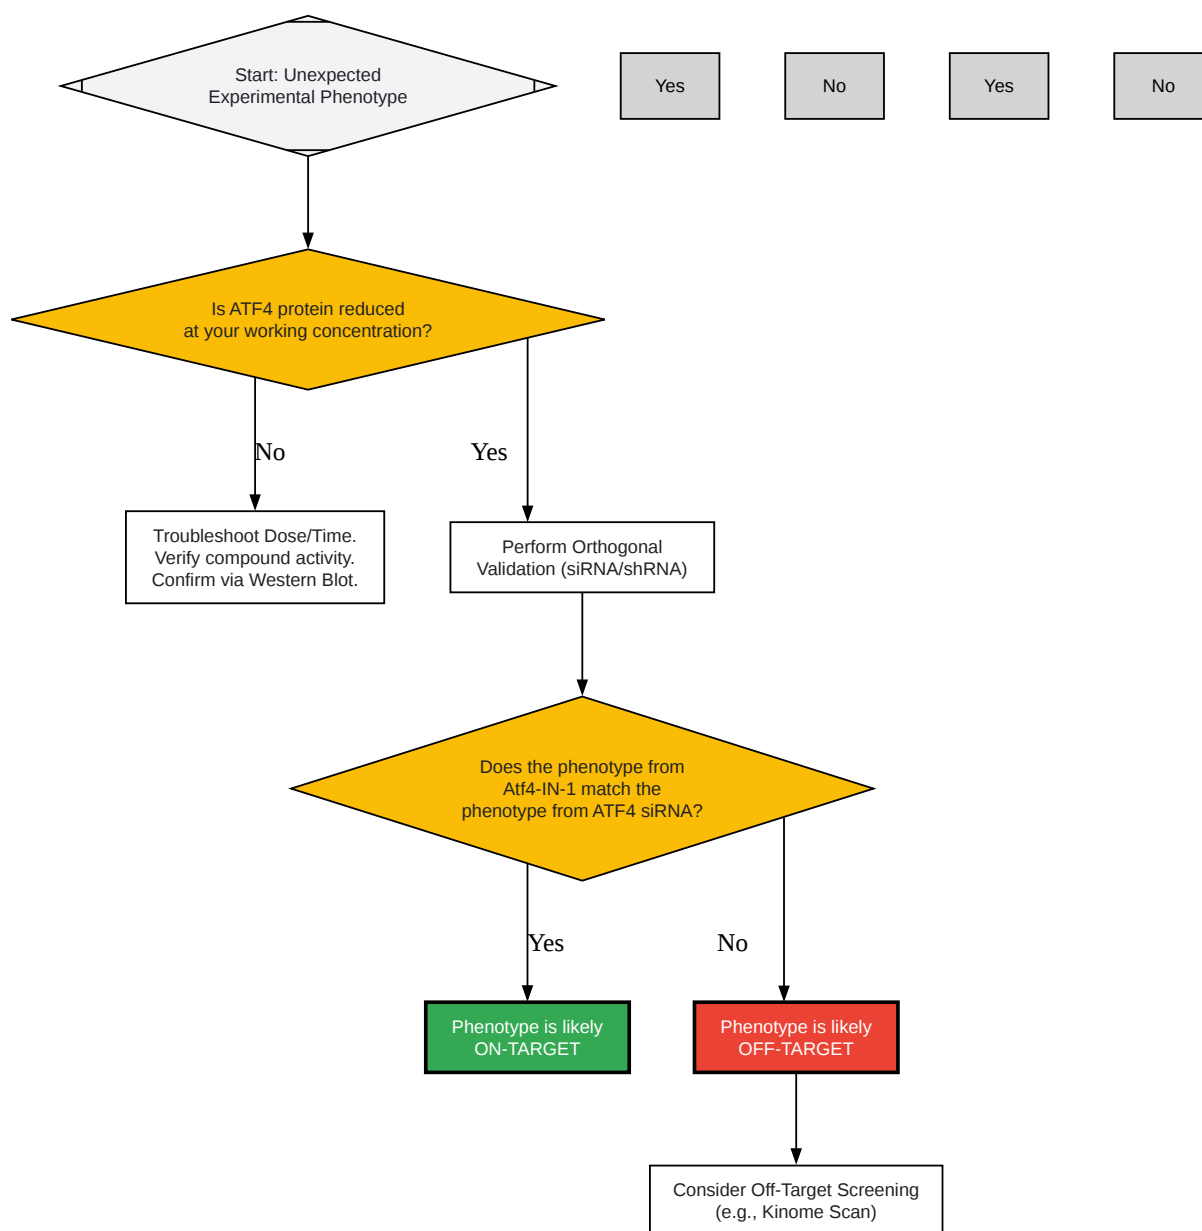 Start: Unexpected
Experimental Phenotype
Yes
No
Yes
No
Is ATF4 protein reduced
at your working concentration?
No
Yes
Troubleshoot Dose/Time.
Verify compound activity.
Confirm via Western Blot.
Perform Orthogonal
Validation (siRNA/shRNA)
Does the phenotype from
Atf4-IN-1 match the
phenotype from ATF4 siRNA?
Yes
No
Phenotype is likely
ON-TARGET
Phenotype is likely
OFF-TARGET
Consider Off-Target Screening
(e.g., Kinome Scan)